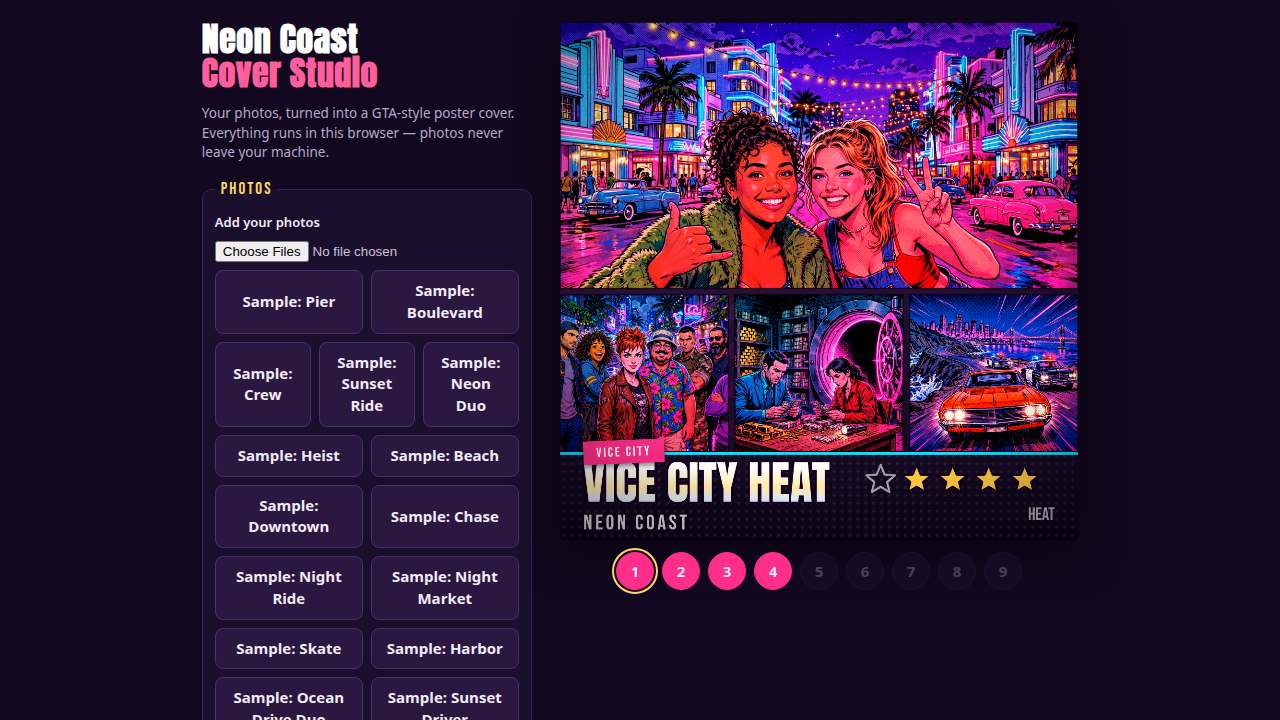 Neon Coast
Cover Studio
Your photos, turned into a GTA-style poster cover.
Everything runs in this browser — photos never
leave your machine.
PHOTOS
Add your photos
Choose Files No file chosen
Sample: Pier
Sample:
Boulevard
Sample:
Crew
Sample:
Sunset
Ride
Sample:
Neon
Duo
Sample: Heist
Sample: Beach
Sample:
Downtown
Sample: Chase
Sample: Night
Ride
Sample: Night
Market
Sample: Skate
Sample: Harbor
Sample: Ocean
Drive Duo
Sample: Sunset
Driver
VICE CITY
VICE CITY HEAT
NEON COAST
HEAT
1 2 3 4 5 6 7 8 9